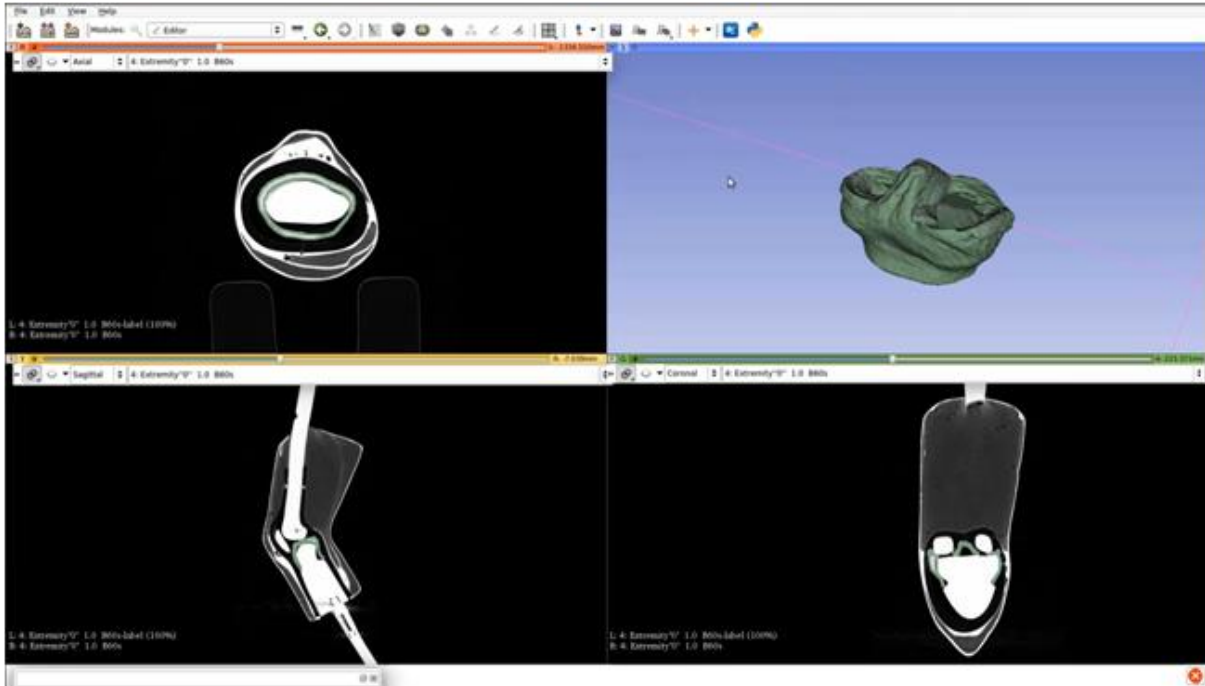 File Edit View Help
Modules: Editor
Axial 4: Extremity"0" 1.0 B60s
L: 4: Extremity"0" 1.0 B60s-label (100%)
B: 4: Extremity"0" 1.0 B60s
Sagittal 4: Extremity"0" 1.0 B60s
Coronal 4: Extremity"0" 1.0 B60s
L: 4: Extremity"0" 1.0 B60s-label (100%)
B: 4: Extremity"0" 1.0 B60s
L: 4: Extremity"0" 1.0 B60s-label (100%)
B: 4: Extremity"0" 1.0 B60s